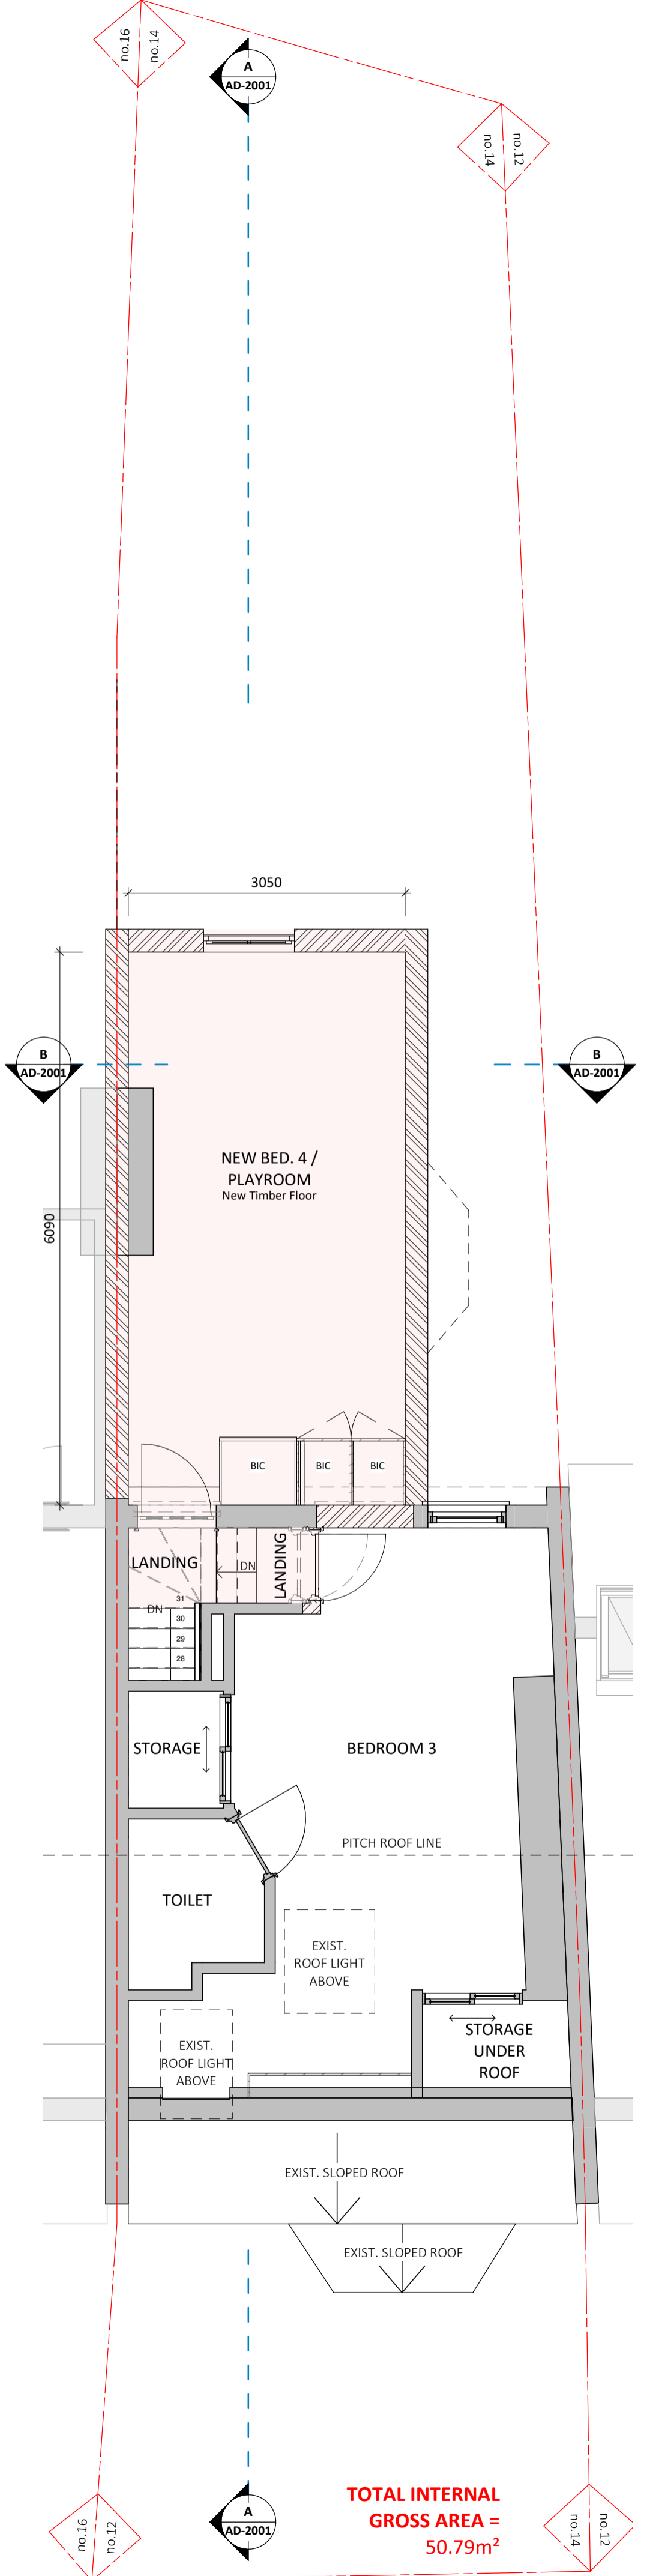 no.16
no.14
A
AD-2001
no.14
no.12
3050
B
AD-2001
B
AD-2001
NEW BED. 4 /
PLAYROOM
New Timber Floor
6090
BIC
BIC
BIC
LANDING
DN
LANDING
DN
31
30
29
28
STORAGE
BEDROOM 3
PITCH ROOF LINE
TOILET
EXIST.
ROOF LIGHT
ABOVE
EXIST.
ROOF LIGHT
ABOVE
STORAGE
UNDER
ROOF
EXIST. SLOPED ROOF
EXIST. SLOPED ROOF
A
AD-2001
TOTAL INTERNAL
GROSS AREA =
50.79m²
no.16
no.12
no.14
no.12